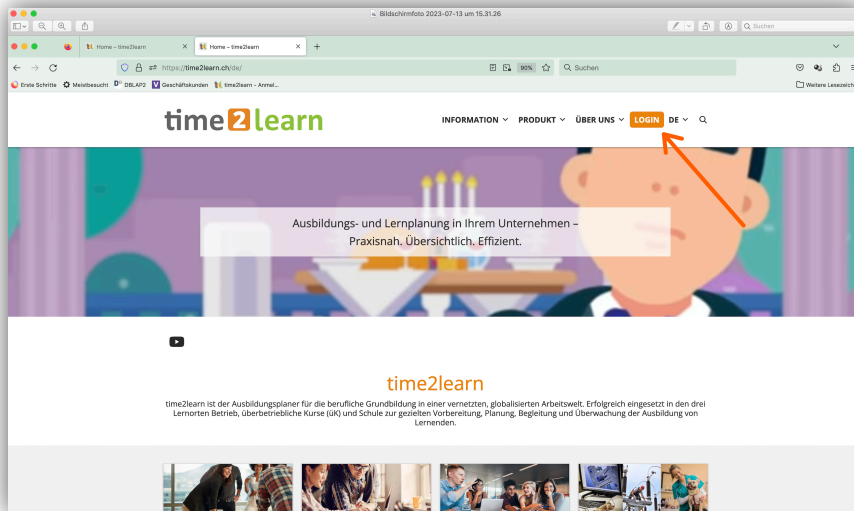 Bildschirmfoto 2023-07-13 um 15.31.26
Suchen
Home – time2learn
Home – time2learn
https://time2learn.ch/de/
90%
Suchen
Erste Schritte
Meistbesucht
DBLAP2
Geschäftskunden
time2learn - Anmel...
Weitere Lesezeich
time2learn
INFORMATION
PRODUKT
ÜBER UNS
LOGIN
DE
Ausbildungs- und Lernplanung in Ihrem Unternehmen –
Praxisnah. Übersichtlich. Effizient.
time2learn
time2learn ist der Ausbildungsplaner für die berufliche Grundbildung in einer vernetzten, globalisierten Arbeitswelt. Erfolgreich eingesetzt in den drei
Lernorten Betrieb, überbetriebliche Kurse (üK) und Schule zur gezielten Vorbereitung, Planung, Begleitung und Überwachung der Ausbildung von
Lernenden.